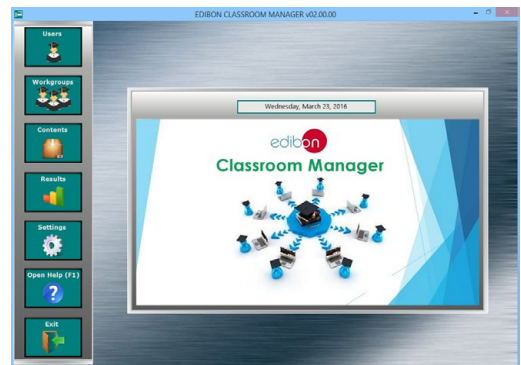 EDIBON CLASSROOM MANAGER v02.00.00
Users
Workgroups
Contents
Results
Settings
Open Help (F1)
?
Exit
Wednesday, March 23, 2016
edibon
Classroom Manager